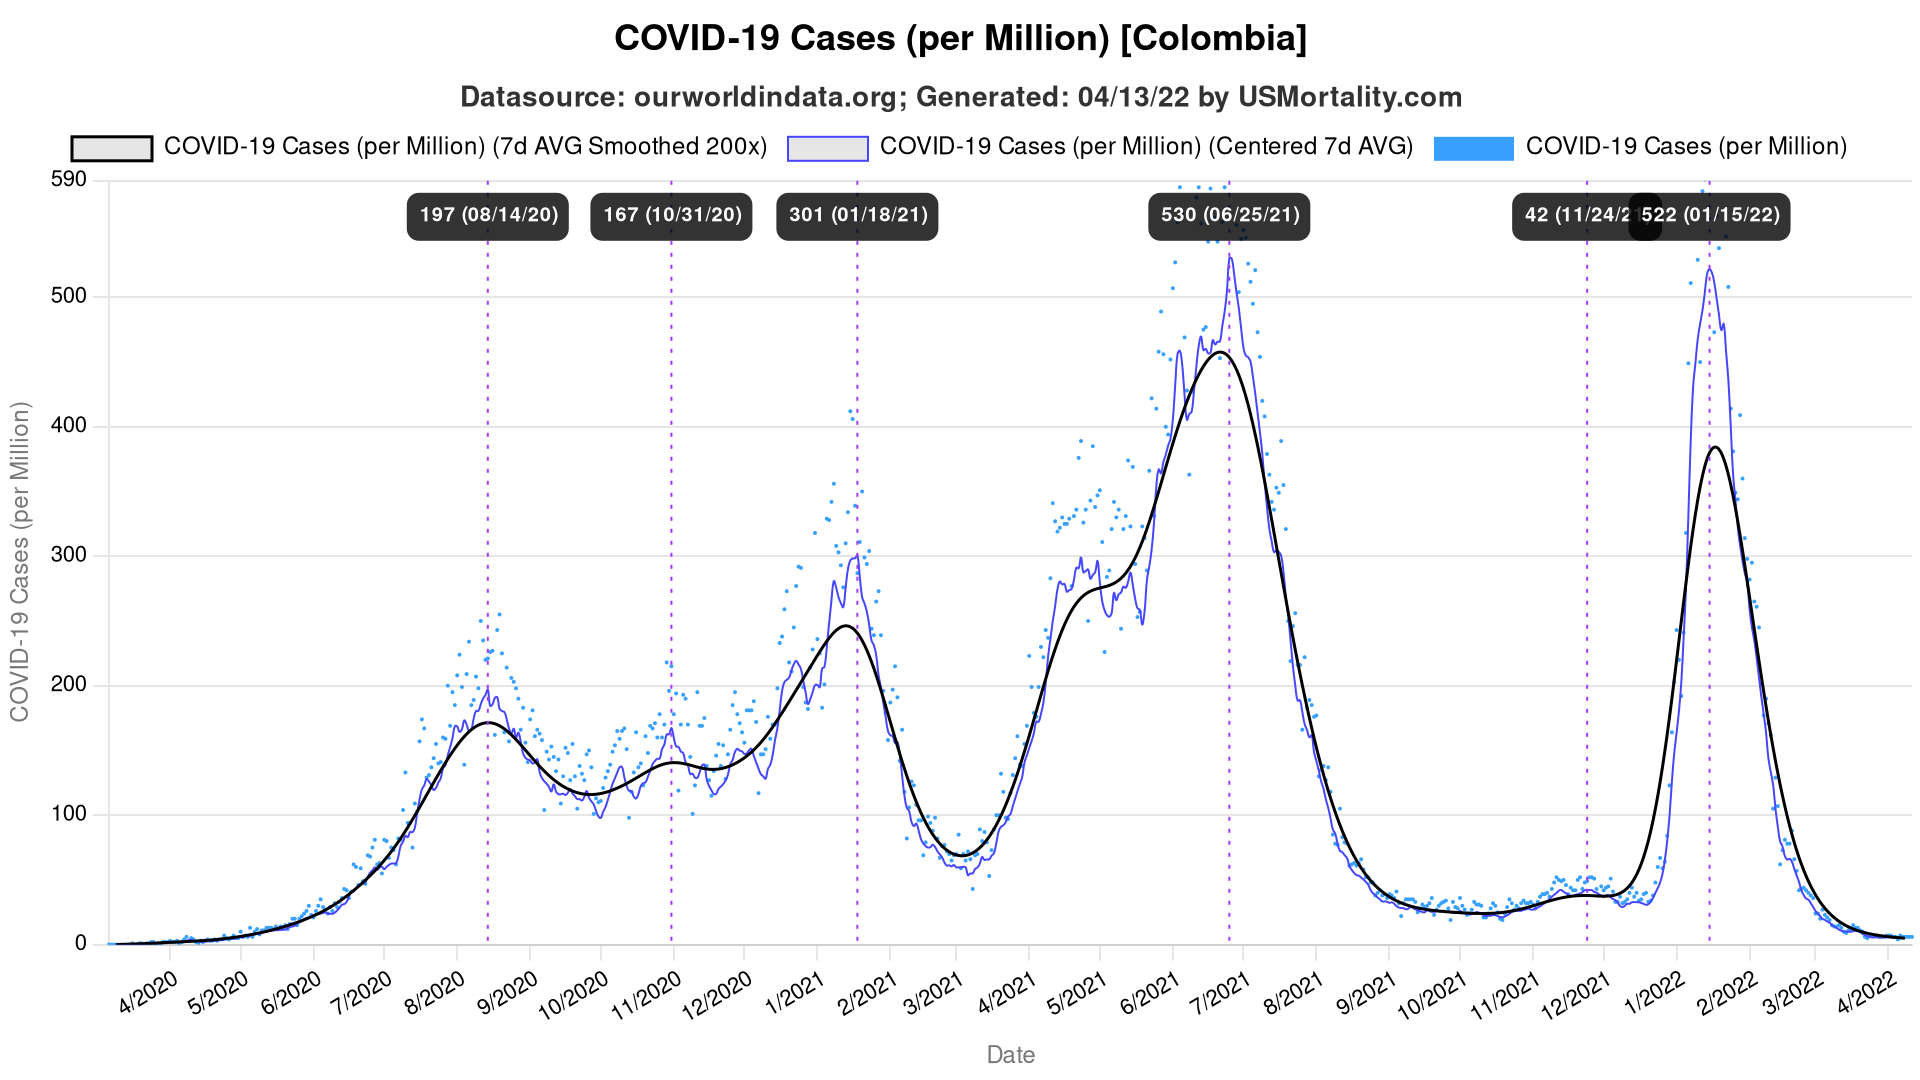 COVID-19 Cases (per Million) [Colombia]
Datasource: ourworldindata.org; Generated: 04/13/22 by USMortality.com
COVID-19 Cases (per Million) (7d AVG Smoothed 200x) COVID-19 Cases (per Million) (Centered 7d AVG) COVID-19 Cases (per Million)
590
197 (08/14/20) 167 (10/31/20) 301 (01/18/21) 530 (06/25/21) 42 (11/24/21) 522 (01/15/22)
500
400
300
200
100
0
COVID-19 Cases (per Million)
4/2020 5/2020 6/2020 7/2020 8/2020 9/2020 10/2020 11/2020 12/2020 1/2021 2/2021 3/2021 4/2021 5/2021 6/2021 7/2021 8/2021 9/2021 10/2021 11/2021 12/2021 1/2022 2/2022 3/2022 4/2022
Date